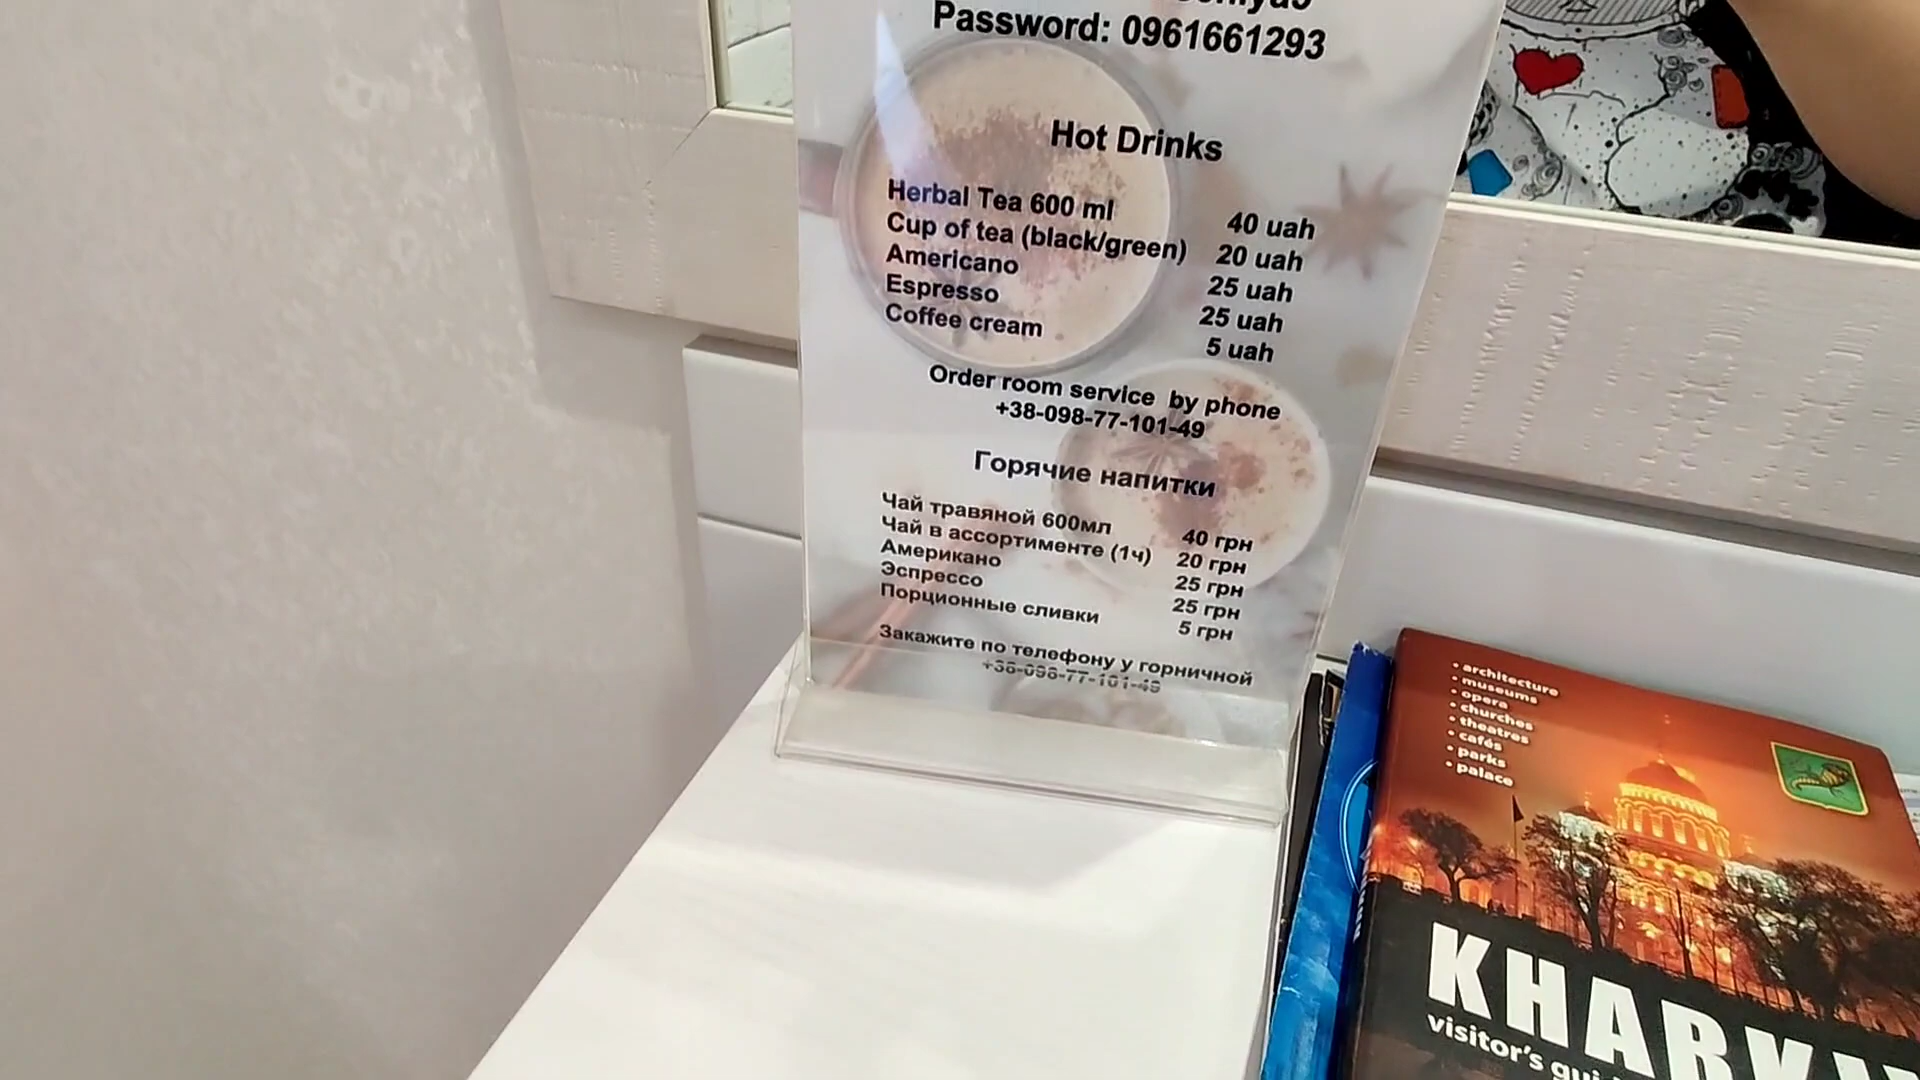 Password: 0961661293
Hot Drinks
Herbal Tea 600 ml 40 uah
Cup of tea (black/green) 20 uah
Americano 25 uah
Espresso 25 uah
Coffee cream 5 uah
Order room service by phone
+38-098-77-101-49
Горячие напитки
Чай травяной 600мл 40 грн
Чай в ассортименте (1ч) 20 грн
Американо 25 грн
Эспрессо 25 грн
Порционные сливки 5 грн
Закажите по телефону у горничной
+38-098-77-101-49
• architecture
• museums
• opera
• churches
• theatres
• cafés
• parks
• palace
KHARK
visitor's